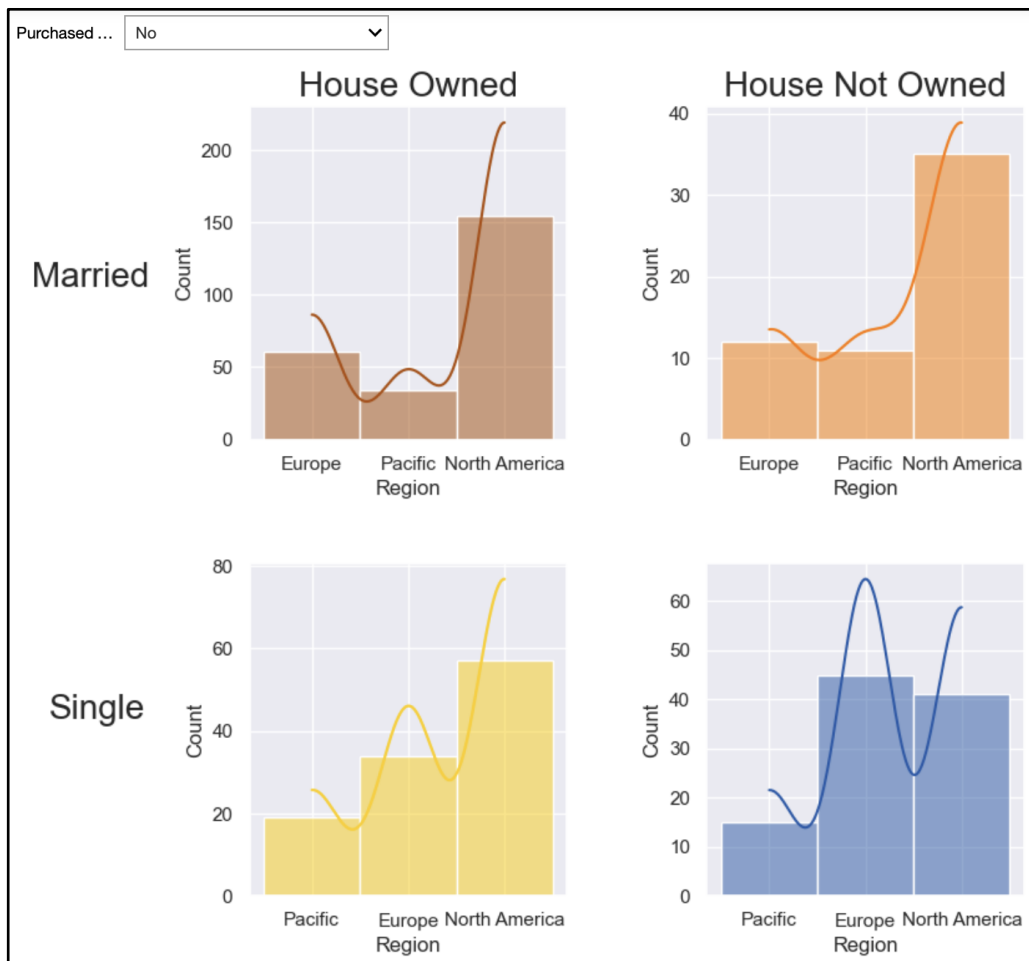 Purchased ... No
House Owned
House Not Owned
Married
Count
200
150
100
50
0
Europe Pacific North America
Region
Count
40
30
20
10
0
Europe Pacific North America
Region
Single
Count
80
60
40
20
0
Pacific Europe North America
Region
Count
60
50
40
30
20
10
0
Pacific Europe North America
Region